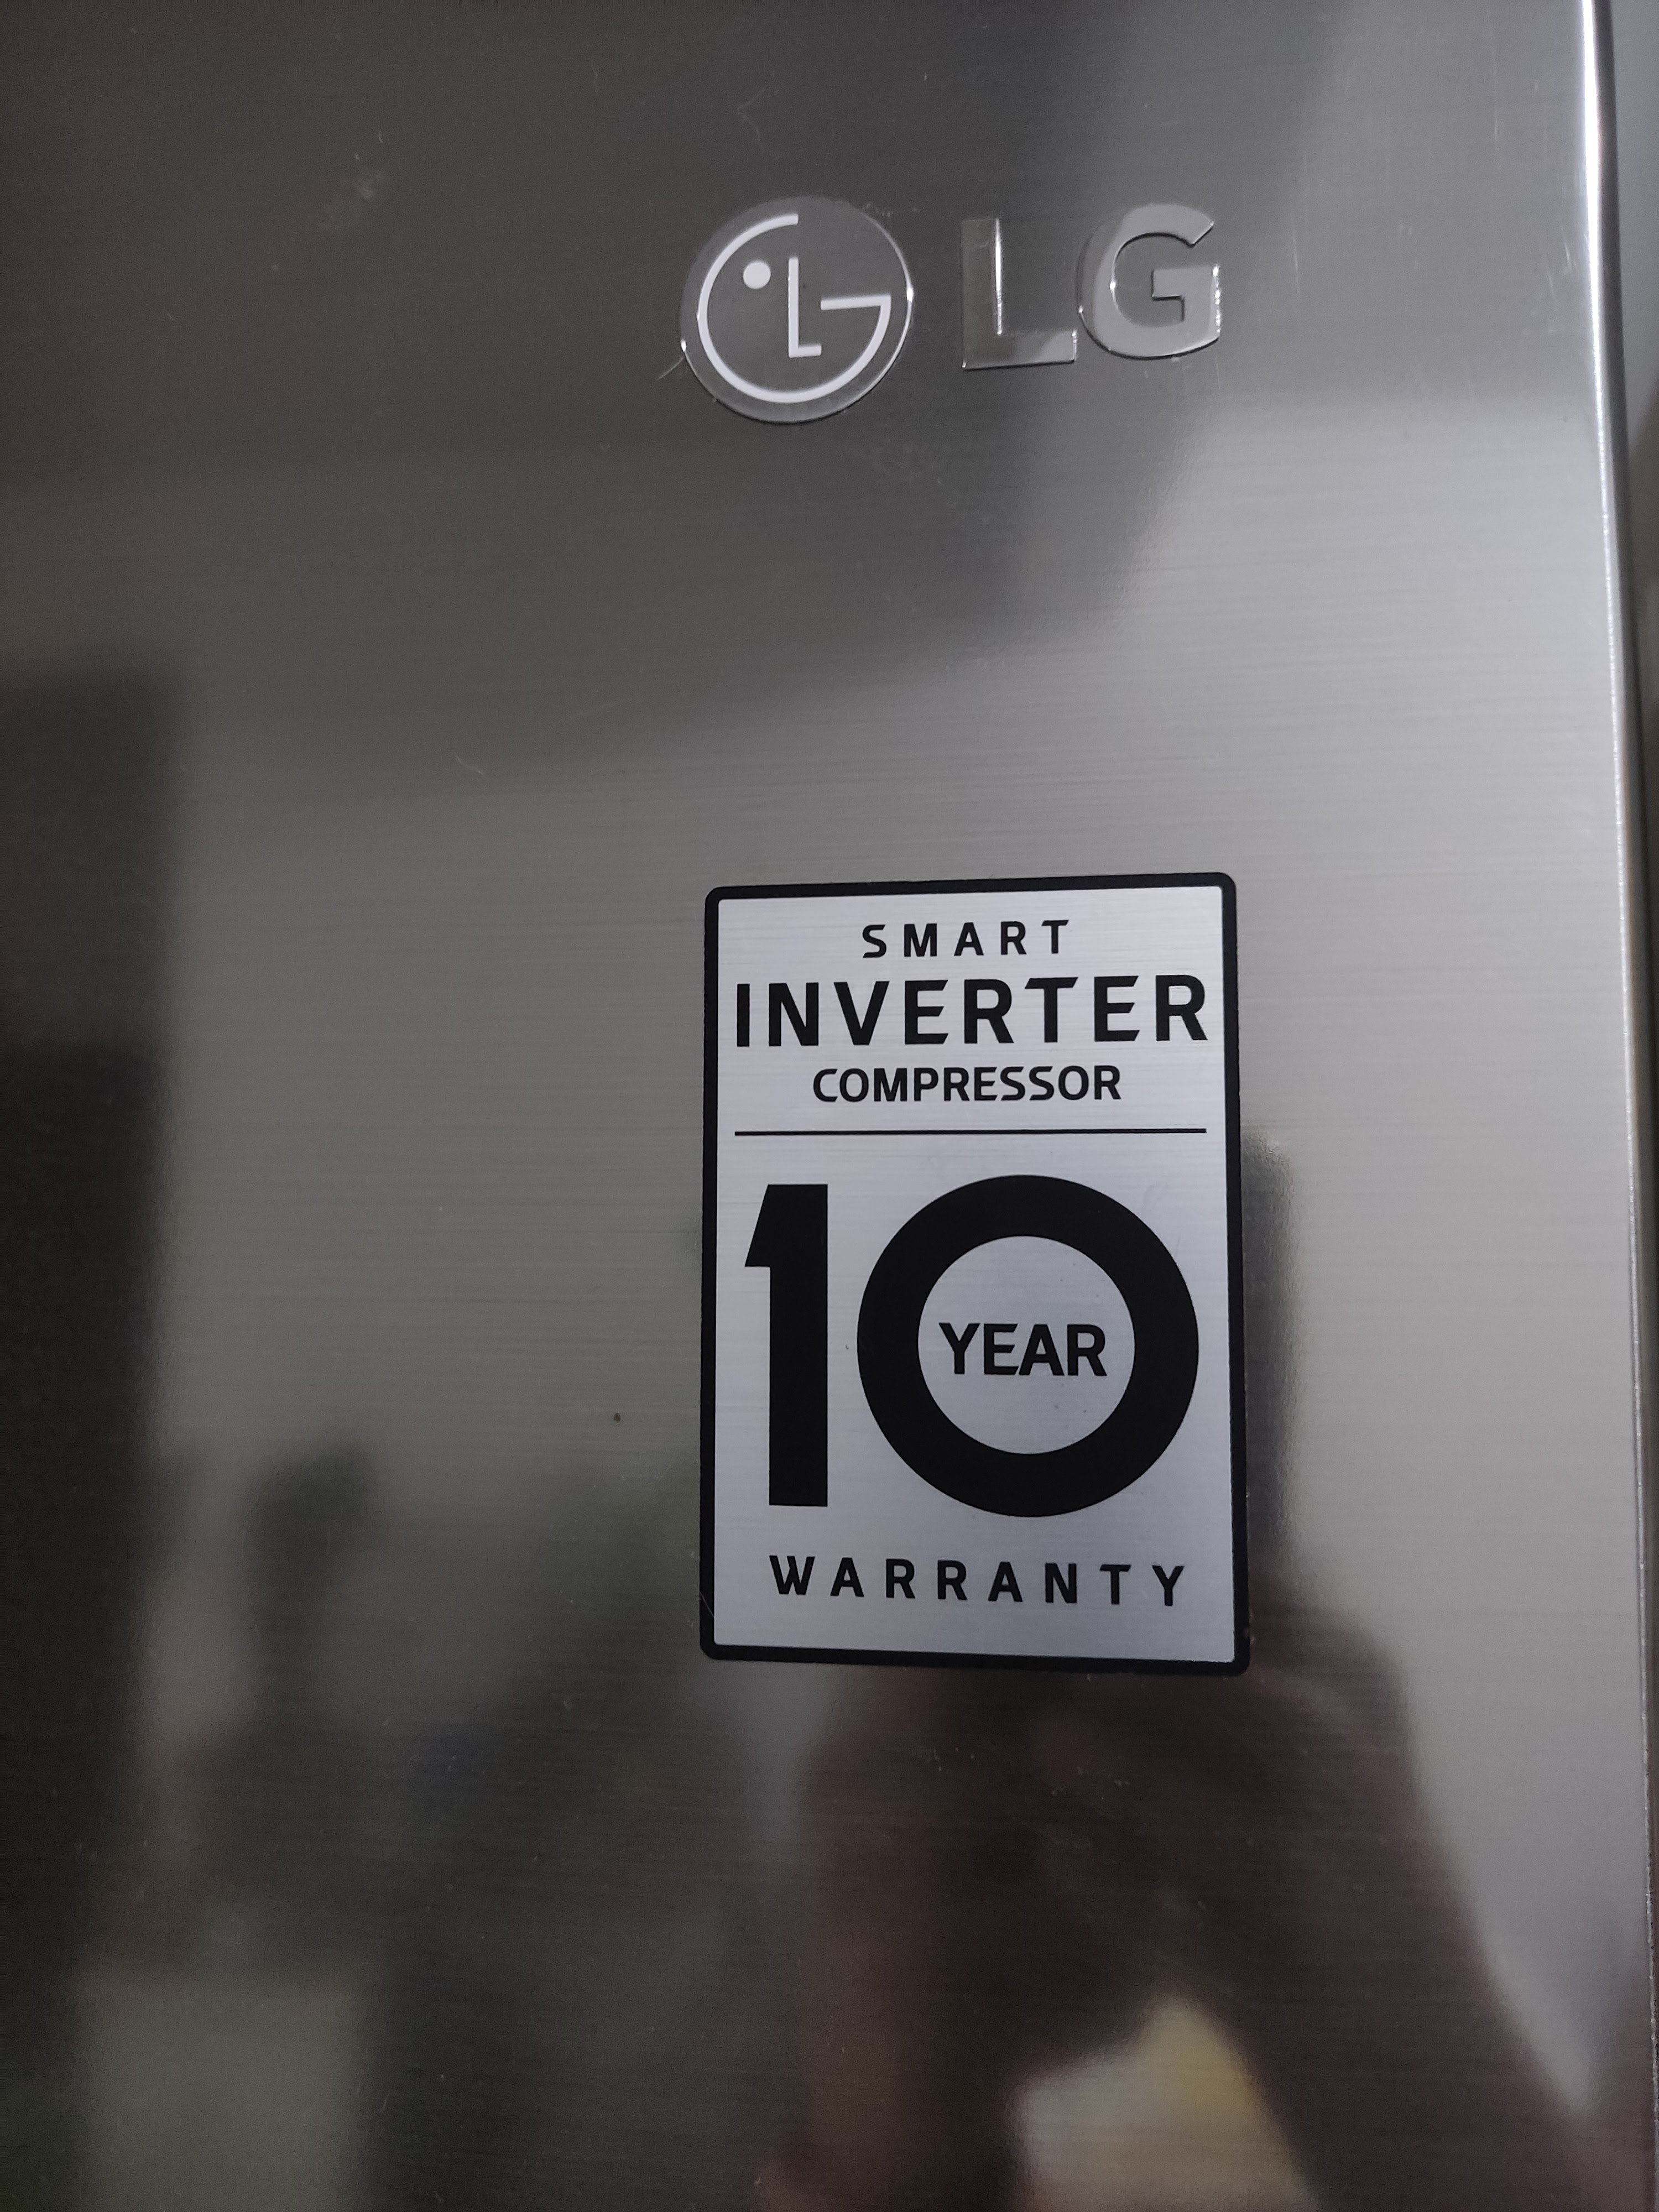 LG
SMART
INVERTER
COMPRESSOR
10
YEAR
WARRANTY